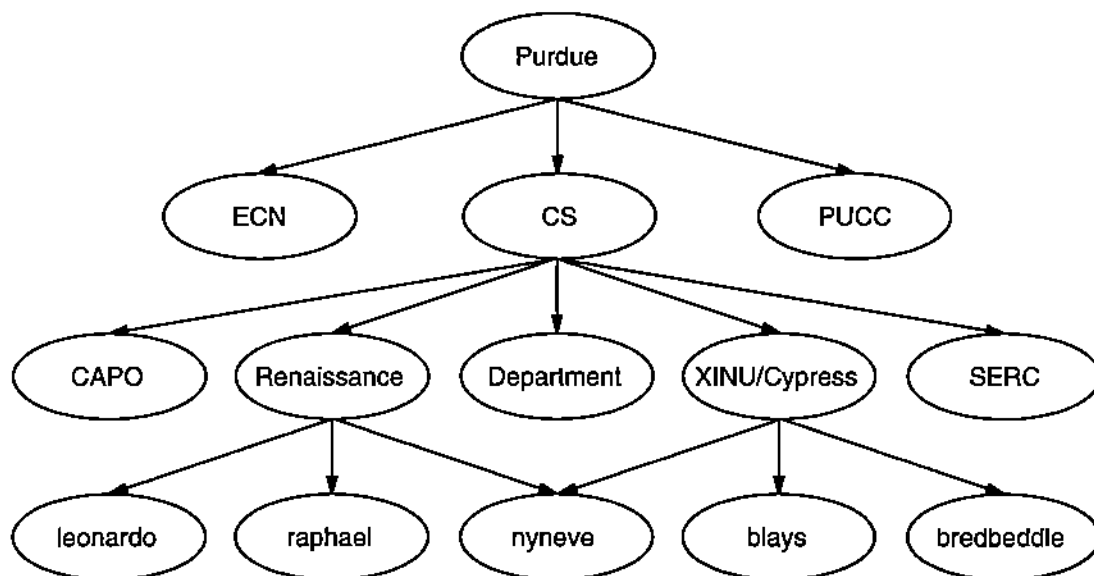 Purdue
ECN CS PUCC
CAPO Renaissance Department XINU/Cypress SERC
leonardo raphael nyneve blays bredbeddle